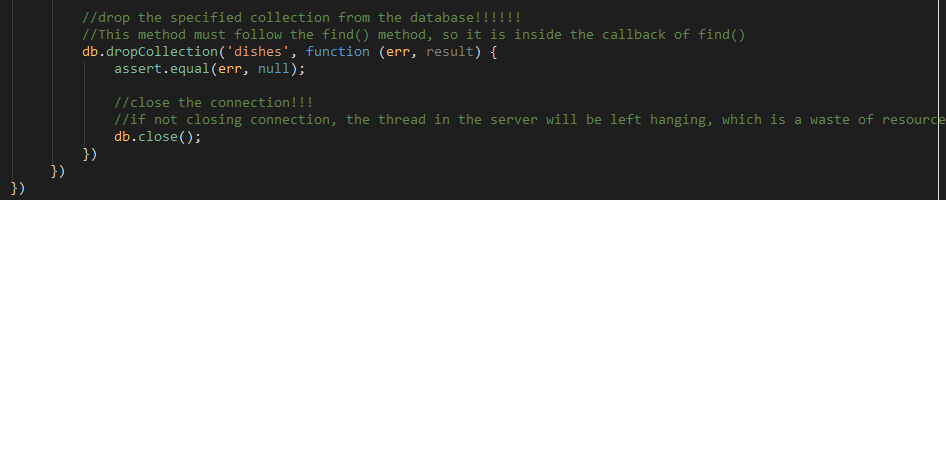 //drop the specified collection from the database!!!!!!
//This method must follow the find() method, so it is inside the callback of find()
db.dropCollection('dishes', function (err, result) {
assert.equal(err, null);
//close the connection!!!
//if not closing connection, the thread in the server will be left hanging, which is a waste of resource
db.close();
})
})
})